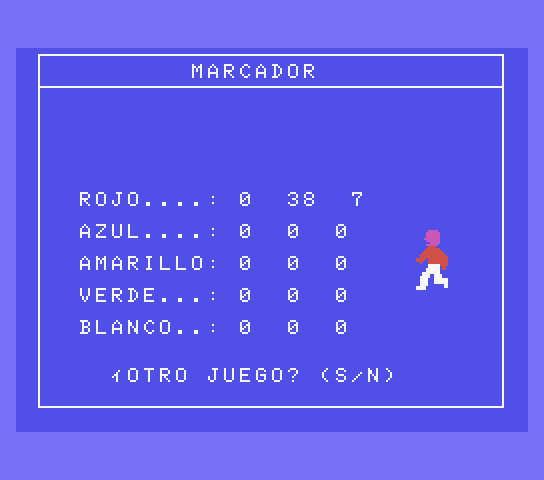 MARCADOR
ROJO....: 0 38 7
AZUL....: 0 0 0
AMARILLO: 0 0 0
VERDE...: 0 0 0
BLANCO..: 0 0 0
¿OTRO JUEGO? (S/N)